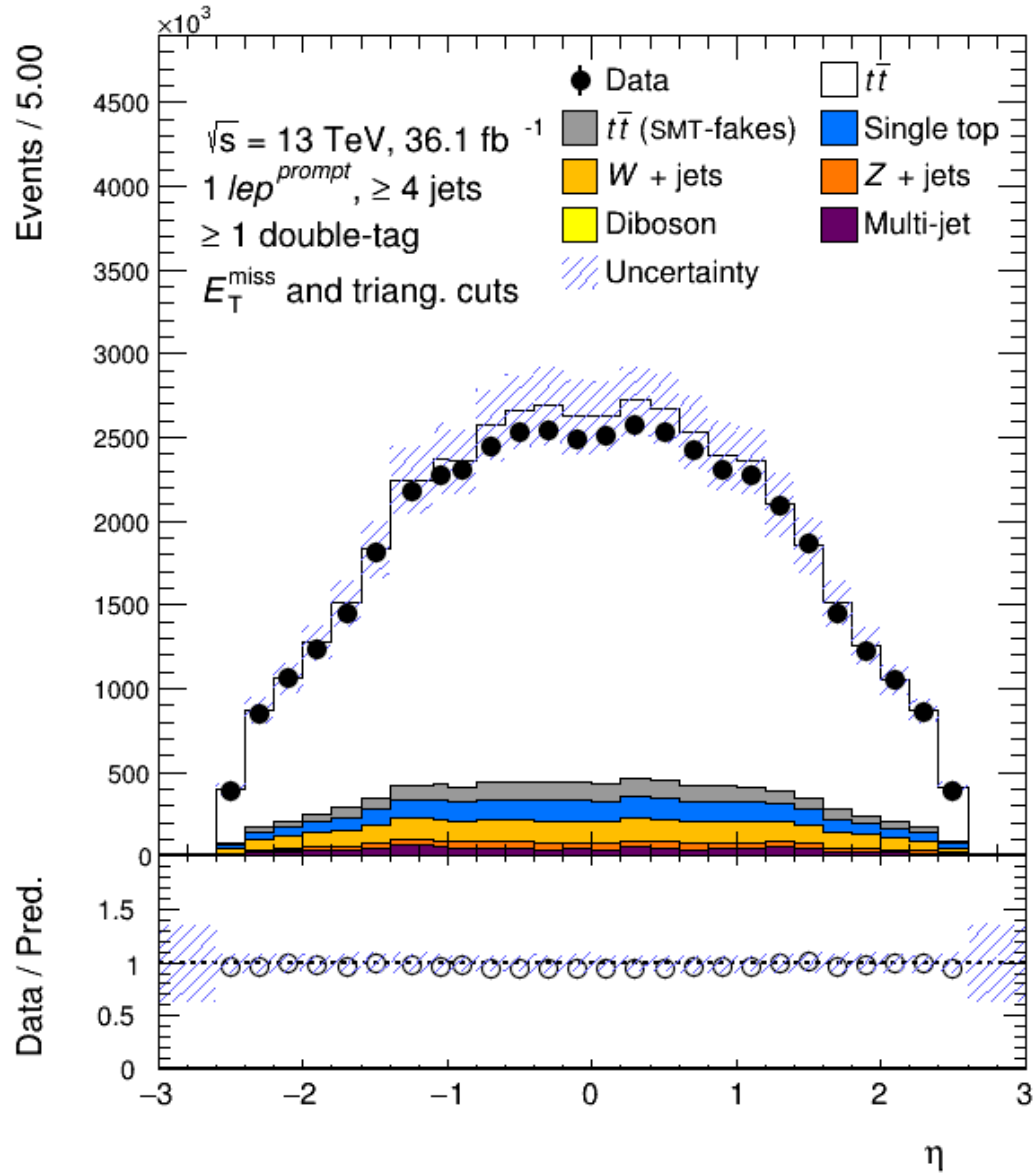 ×10³
Events / 5.00
4500
4000
3500
3000
2500
2000
1500
1000
500
0
√s = 13 TeV, 36.1 fb ⁻¹
1 lep^prompt, ≥ 4 jets
≥ 1 double-tag
E_T^miss and triang. cuts
Data
tt̄
tt̄ (SMT-fakes)
Single top
W + jets
Z + jets
Diboson
Multi-jet
Uncertainty
Data / Pred.
1.5
1
0.5
0
−3
−2
−1
0
1
2
3
η